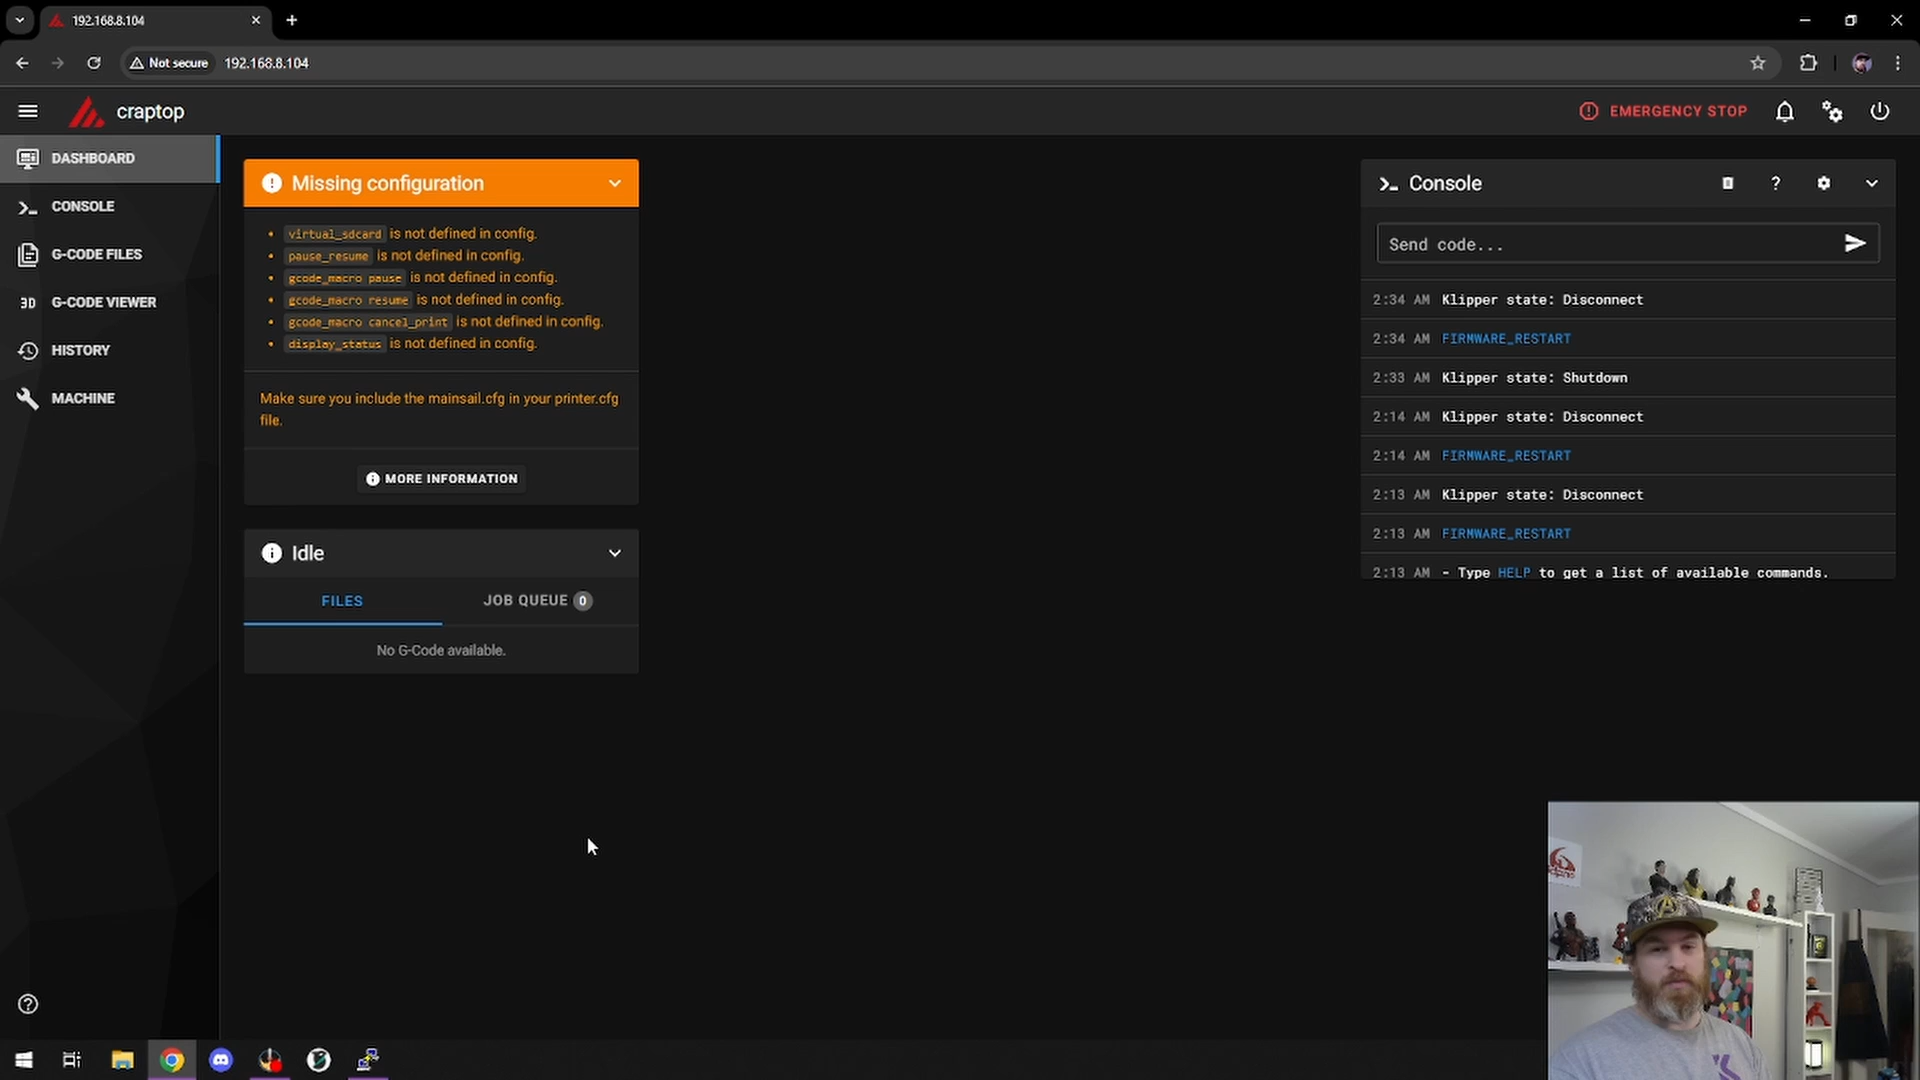 192.168.8.104
Not secure
192.168.8.104
craptop
EMERGENCY STOP
DASHBOARD
CONSOLE
G-CODE FILES
3D
G-CODE VIEWER
HISTORY
MACHINE
Missing configuration
virtual_sdcard is not defined in config.
pause_resume is not defined in config.
gcode_macro pause is not defined in config.
gcode_macro resume is not defined in config.
gcode_macro cancel_print is not defined in config.
display_status is not defined in config.
Make sure you include the mainsail.cfg in your printer.cfg
file.
MORE INFORMATION
Idle
FILES
JOB QUEUE 0
No G-Code available.
Console
Send code...
2:34 AM Klipper state: Disconnect
2:34 AM FIRMWARE_RESTART
2:33 AM Klipper state: Shutdown
2:14 AM Klipper state: Disconnect
2:14 AM FIRMWARE_RESTART
2:13 AM Klipper state: Disconnect
2:13 AM FIRMWARE_RESTART
2:13 AM - Type HELP to get a list of available commands.